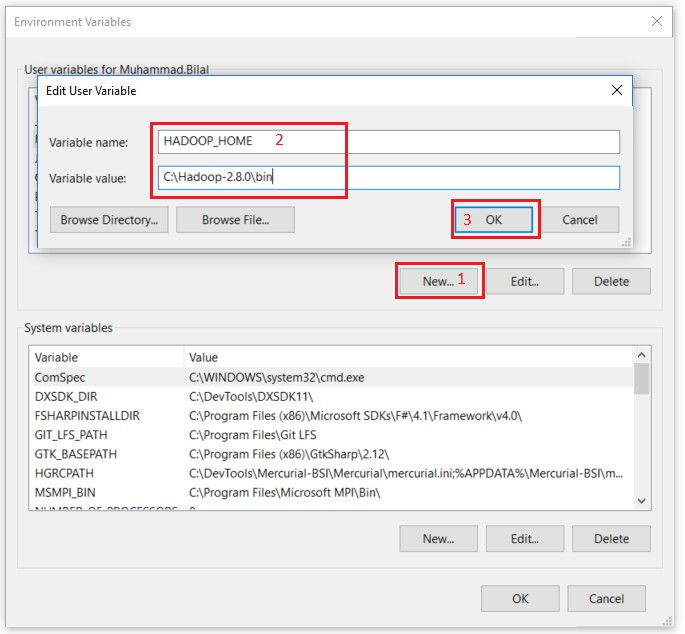 Environment Variables
User variables for Muhammad.Bilal
Edit User Variable
Variable name: HADOOP_HOME 2
Variable value: C:\Hadoop-2.8.0\bin
Browse Directory... Browse File... 3 OK Cancel
New... 1 Edit... Delete
System variables
Variable Value
ComSpec C:\WINDOWS\system32\cmd.exe
DXSDK_DIR C:\DevTools\DXSDK11\
FSHARPINSTALLDIR C:\Program Files (x86)\Microsoft SDKs\F#\4.1\Framework\v4.0\
GIT_LFS_PATH C:\Program Files\Git LFS
GTK_BASEPATH C:\Program Files (x86)\GtkSharp\2.12\
HGRCPATH C:\DevTools\Mercurial-BSI\Mercurial\mercurial.ini;%APPDATA%\Mercurial-BSI\m...
MSMPI_BIN C:\Program Files\Microsoft MPI\Bin\
New... Edit... Delete
OK Cancel